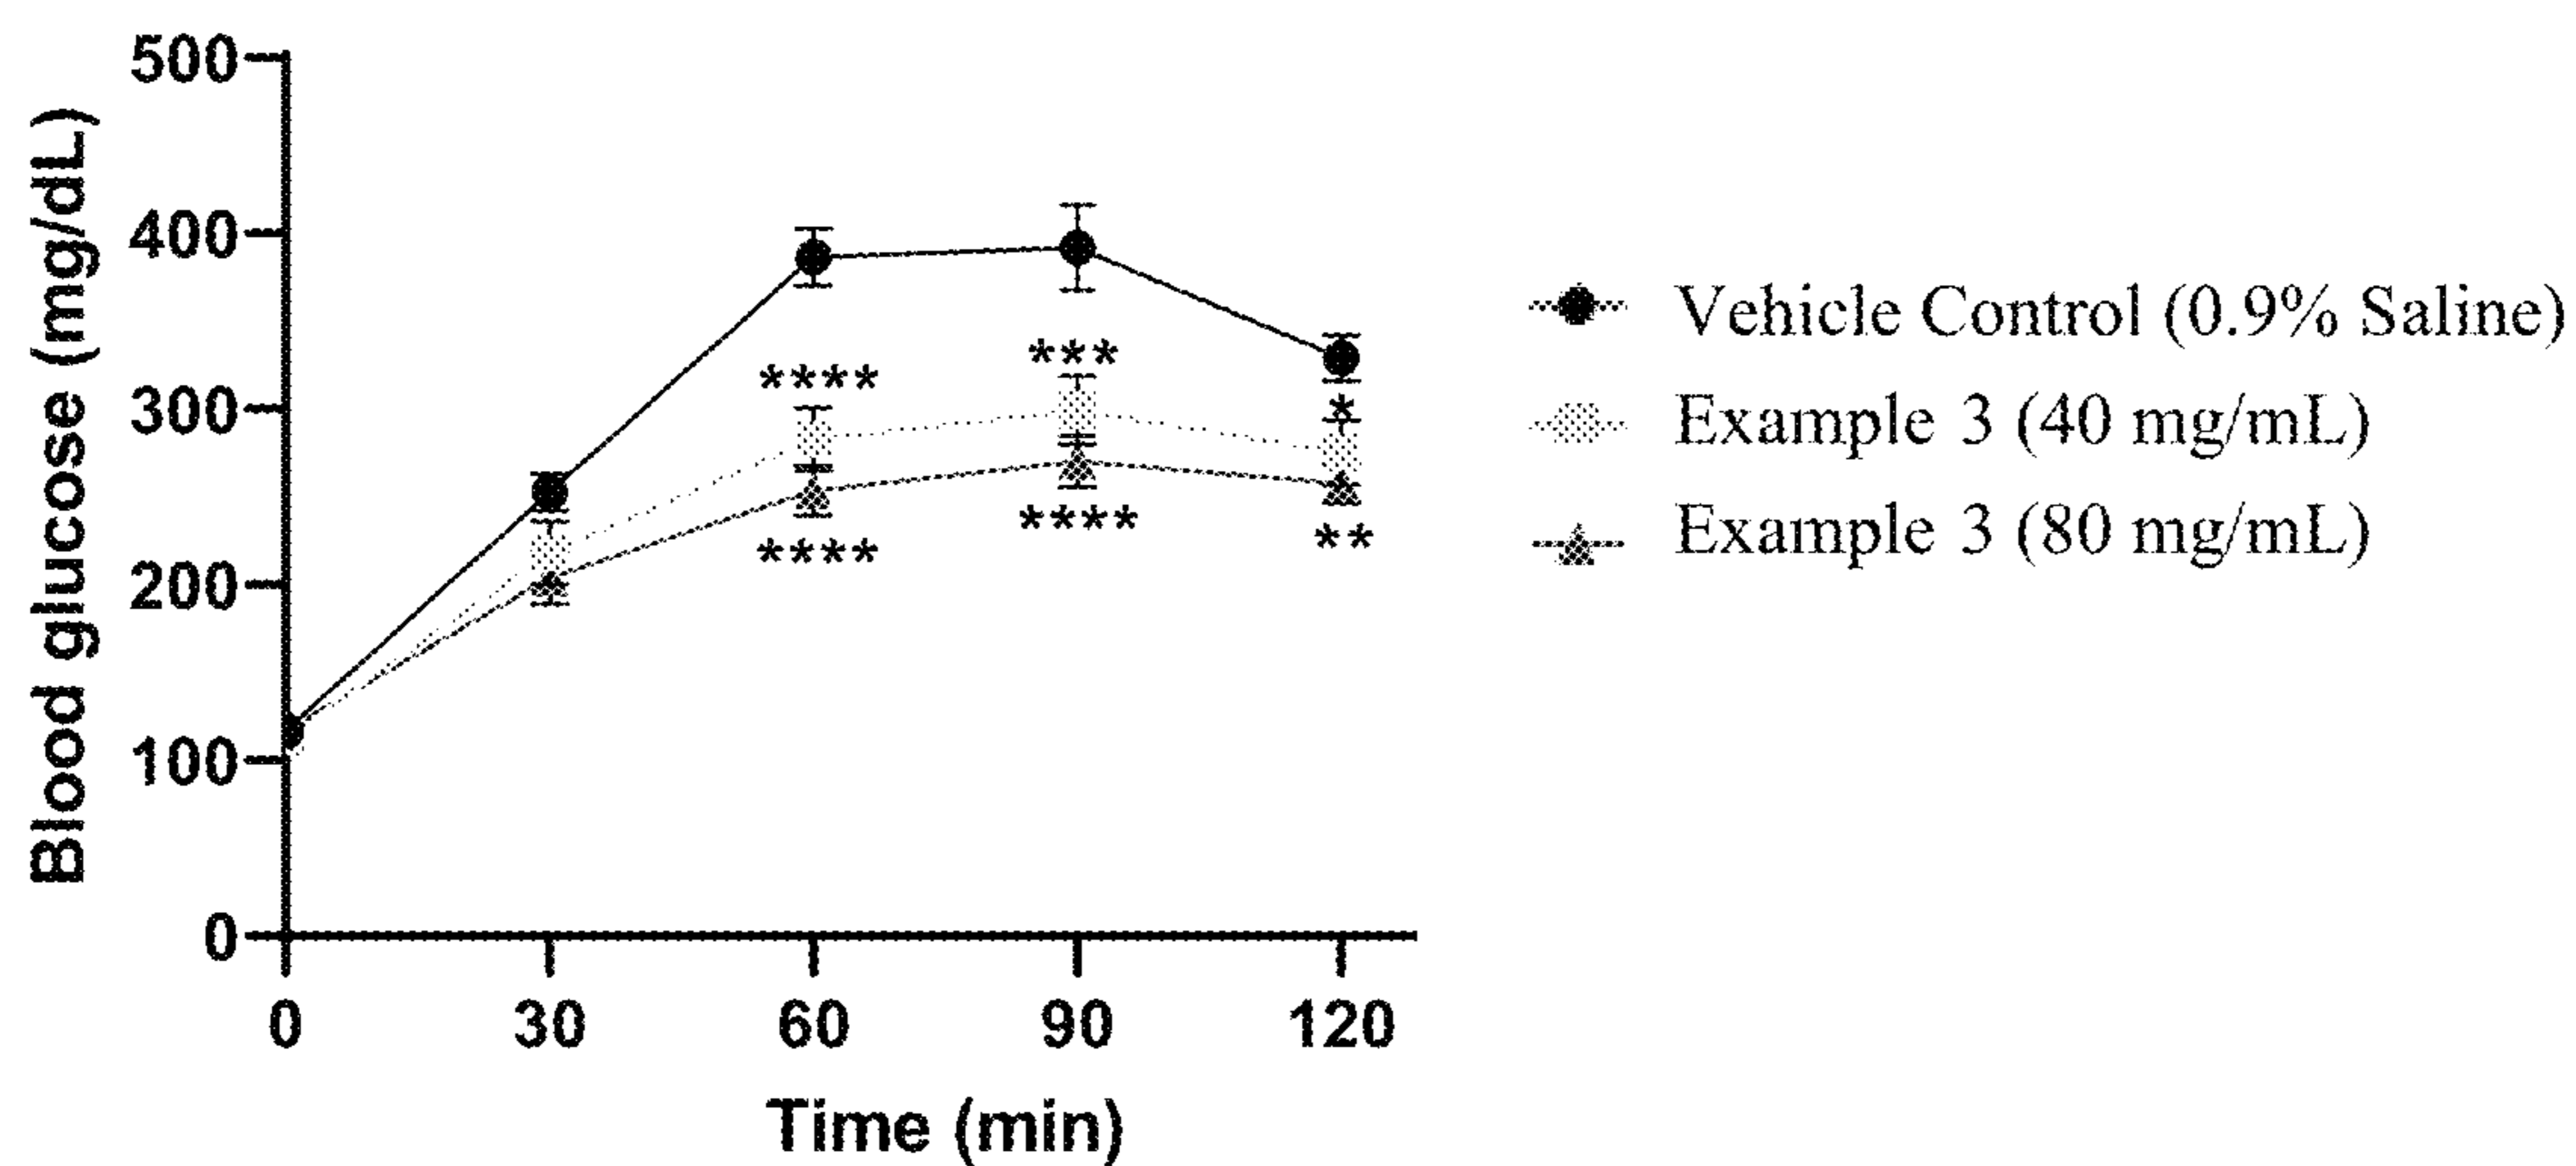 Blood glucose (mg/dL)
500
400
300
200
100
0
****
***
*
****
****
**
0 30 60 90 120
Time (min)
Vehicle Control (0.9% Saline)
Example 3 (40 mg/mL)
Example 3 (80 mg/mL)